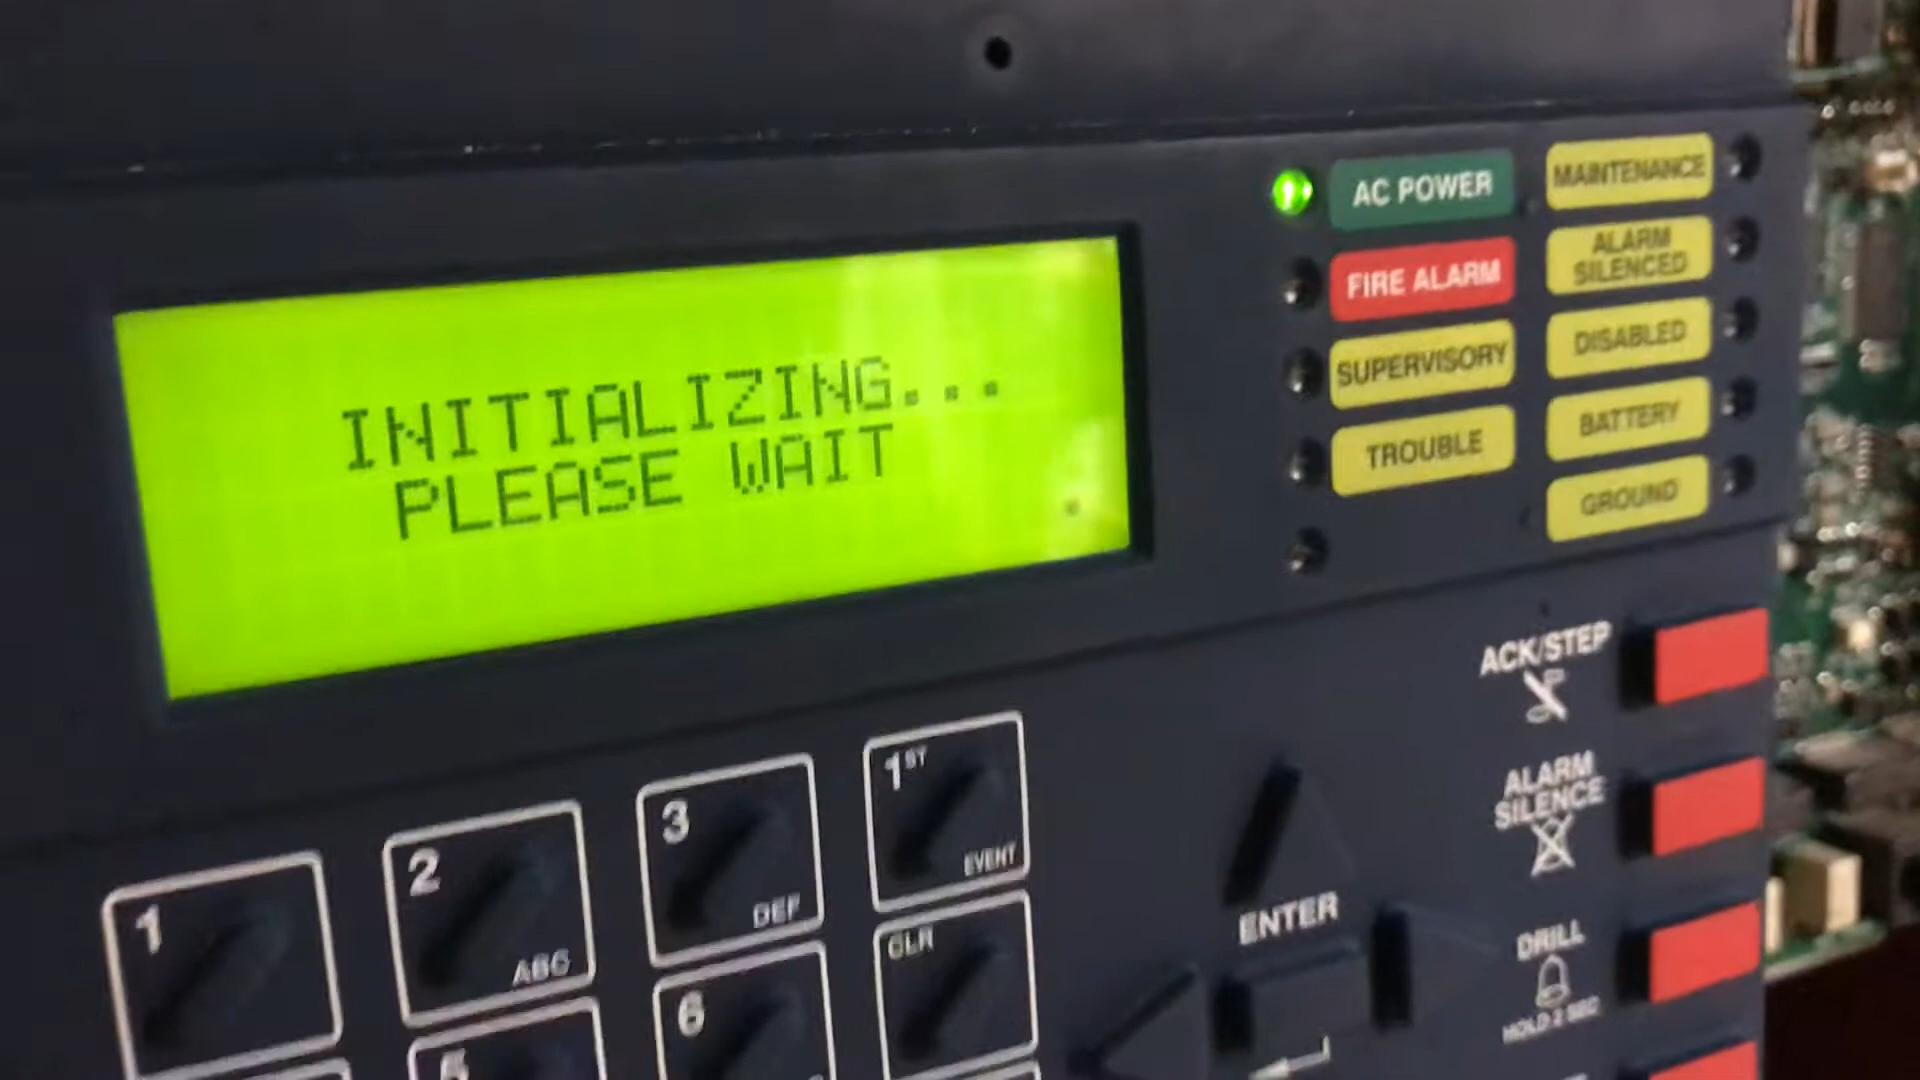 INITIALIZING...
PLEASE WAIT
AC POWER
FIRE ALARM
SUPERVISORY
TROUBLE
MAINTENANCE
ALARM
SILENCED
DISABLED
BATTERY
GROUND
ACK/STEP
ALARM
SILENCE
DRILL
HOLD 2 SEC
1
2
ABC
3
DEF
1ST
EVENT
5
6
CLR
ENTER